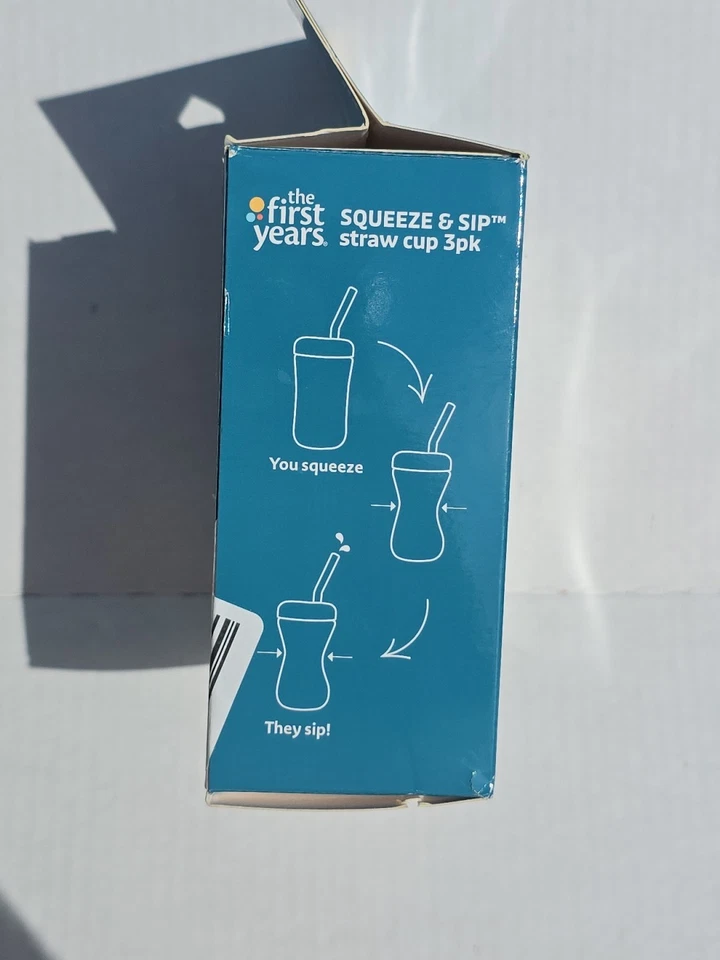 the
first
years®
SQUEEZE & SIP™
straw cup 3pk
You squeeze
They sip!